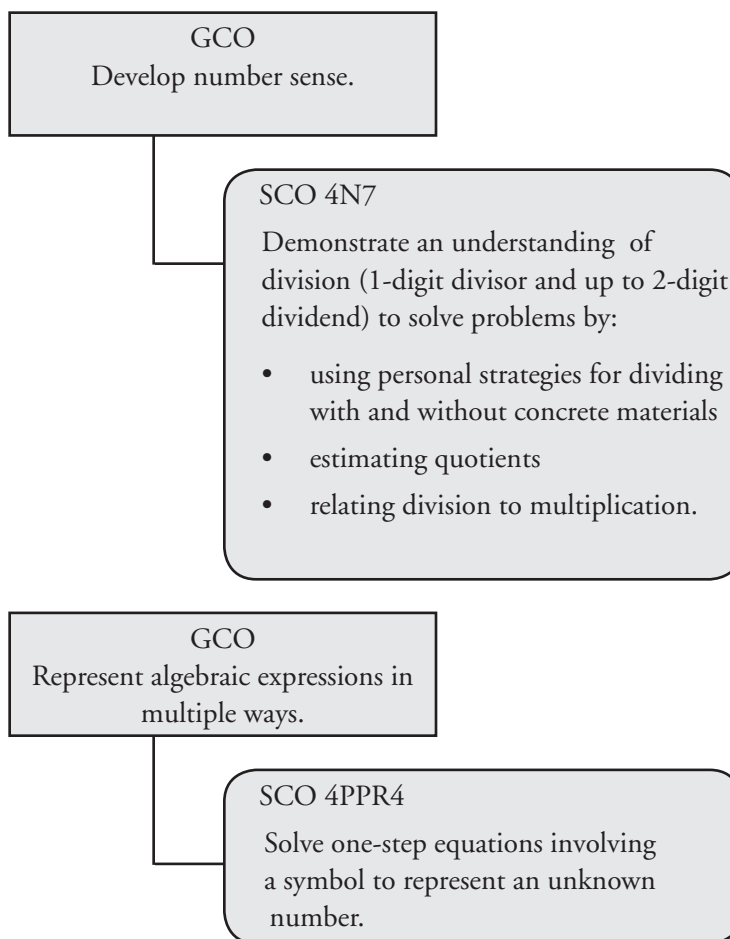 GCO
Develop number sense.
SCO 4N7
Demonstrate an understanding of
division (1-digit divisor and up to 2-digit
dividend) to solve problems by:
• using personal strategies for dividing
with and without concrete materials
• estimating quotients
• relating division to multiplication.
GCO
Represent algebraic expressions in
multiple ways.
SCO 4PPR4
Solve one-step equations involving
a symbol to represent an unknown
number.